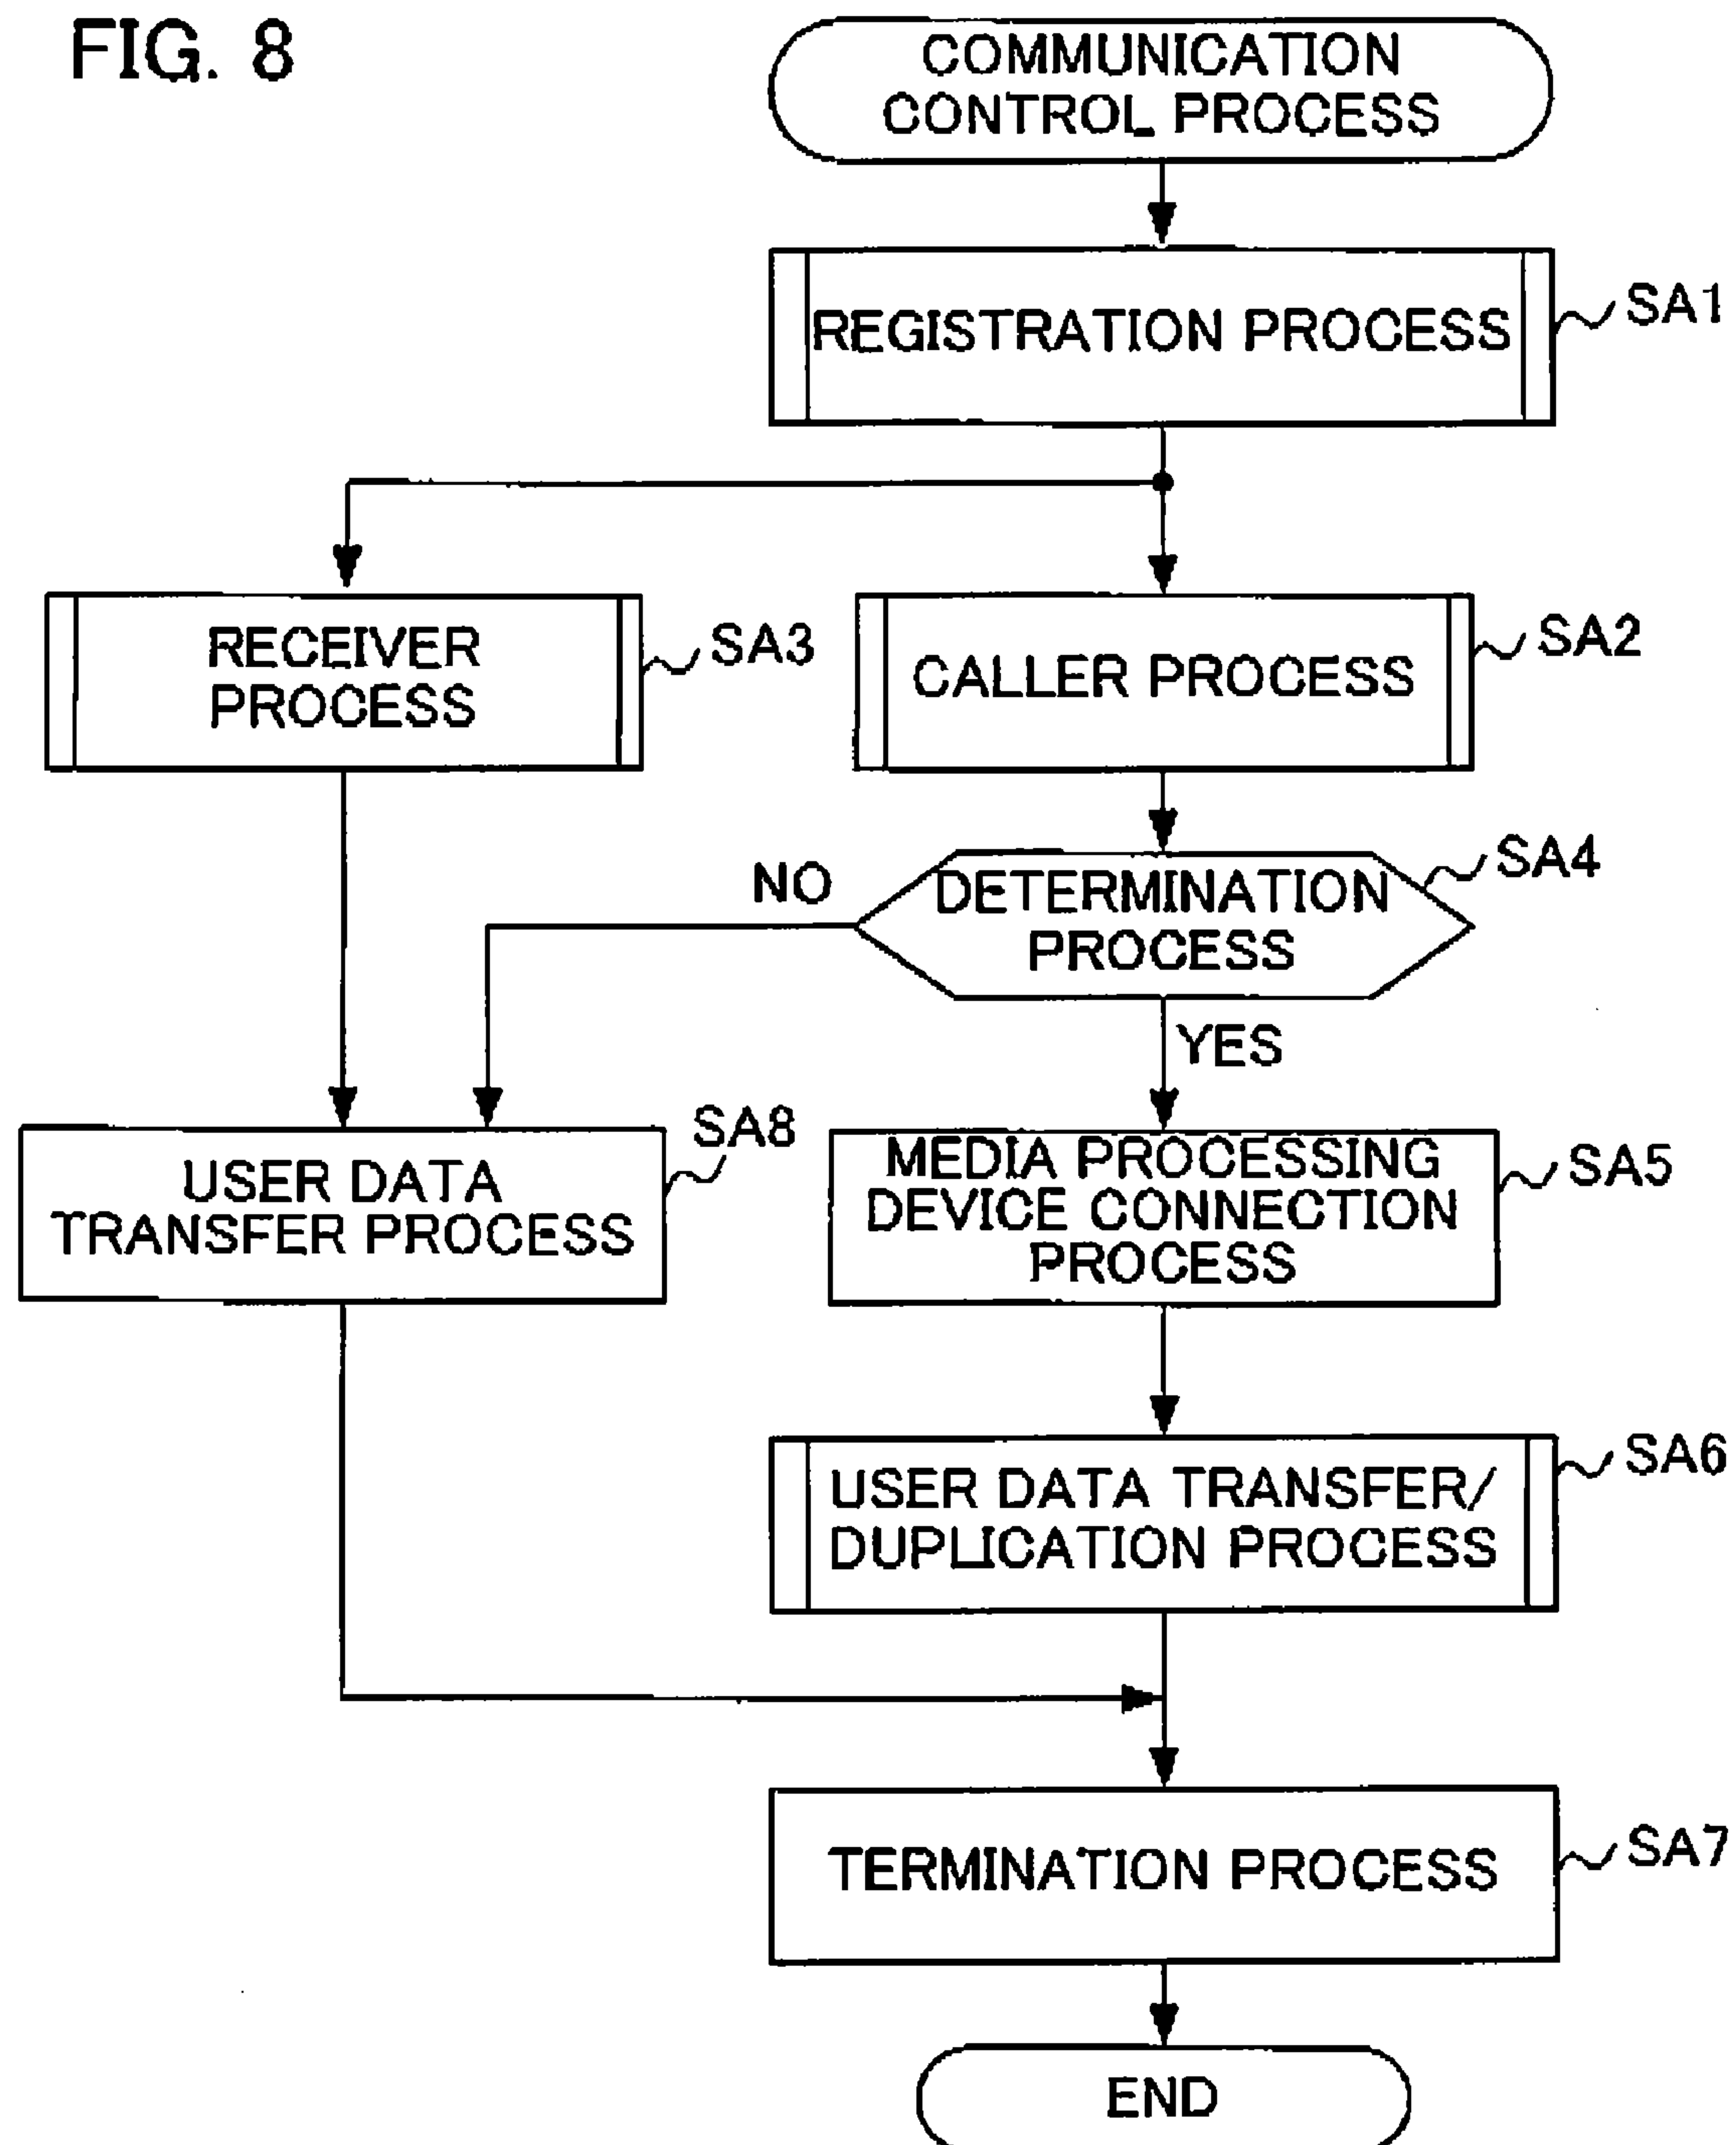 FIG. 8
COMMUNICATION
CONTROL PROCESS
REGISTRATION PROCESS
SA1
RECEIVER
PROCESS
SA3
CALLER PROCESS
SA2
NO
DETERMINATION
PROCESS
SA4
YES
USER DATA
TRANSFER PROCESS
SA8
MEDIA PROCESSING
DEVICE CONNECTION
PROCESS
SA5
USER DATA TRANSFER/
DUPLICATION PROCESS
SA6
TERMINATION PROCESS
SA7
END